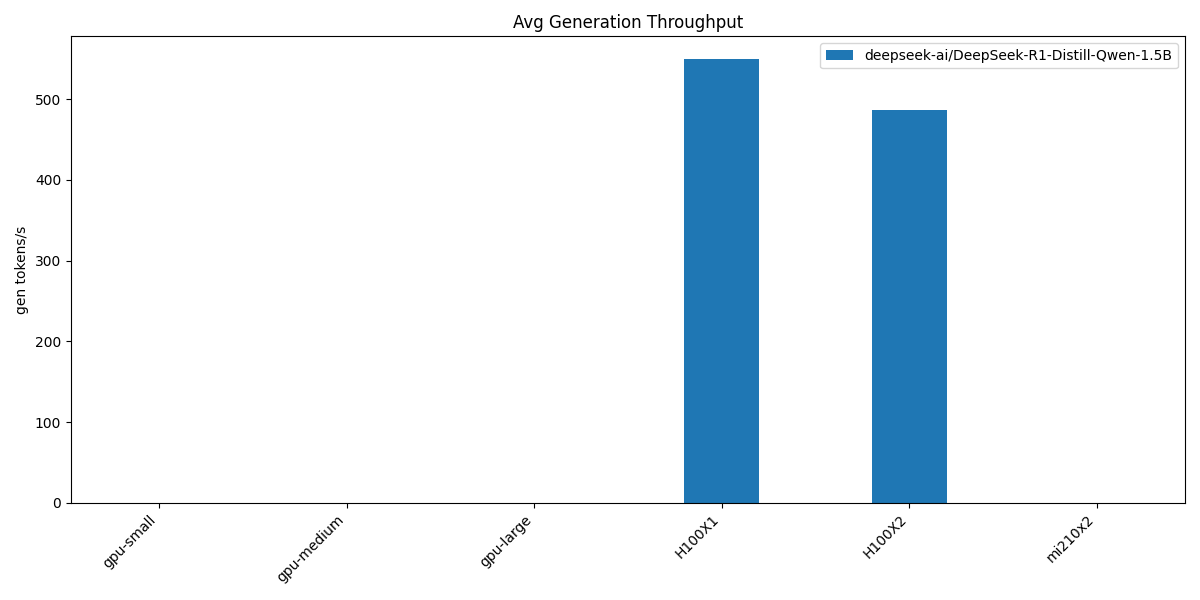 Avg Generation Throughput
deepseek-ai/DeepSeek-R1-Distill-Qwen-1.5B
gen tokens/s
500
400
300
200
100
0
gpu-small
gpu-medium
gpu-large
H100X1
H100X2
mi210x2